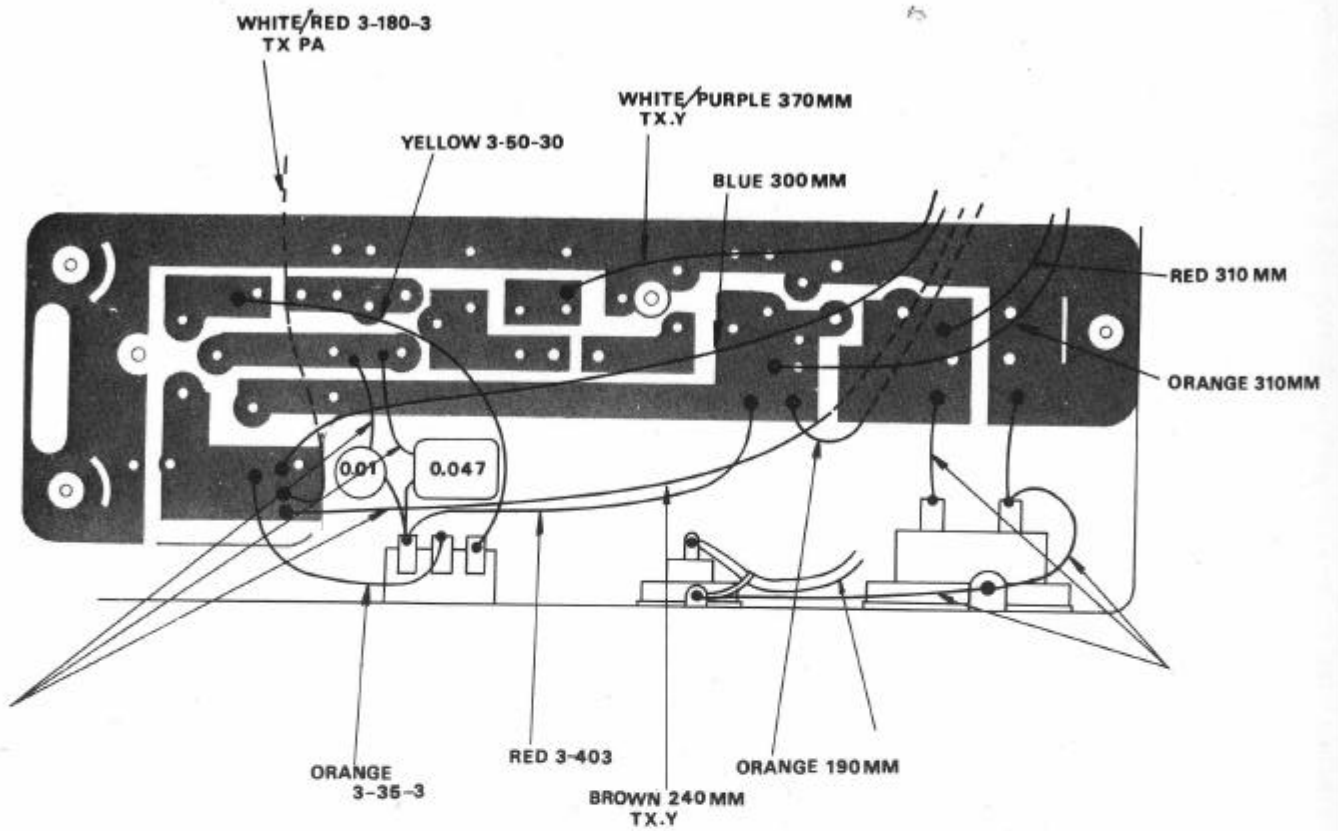 WHITE/RED 3-180-3
TX PA
WHITE/PURPLE 370MM
TX.Y
YELLOW 3-50-30
BLUE 300MM
RED 310 MM
ORANGE 310MM
0.01
0.047
ORANGE
3-35-3
RED 3-403
BROWN 240MM
TX.Y
ORANGE 190MM